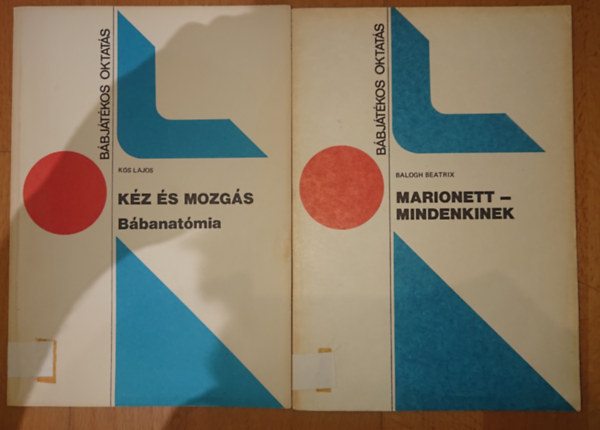 BÁBJÁTÉKOS OKTATÁS
KOS LAJOS
KÉZ ÉS MOZGÁS
Bábanatómia
BÁBJÁTÉKOS OKTATÁS
BALOGH BEATRIX
MARIONETT –
MINDENKINEK